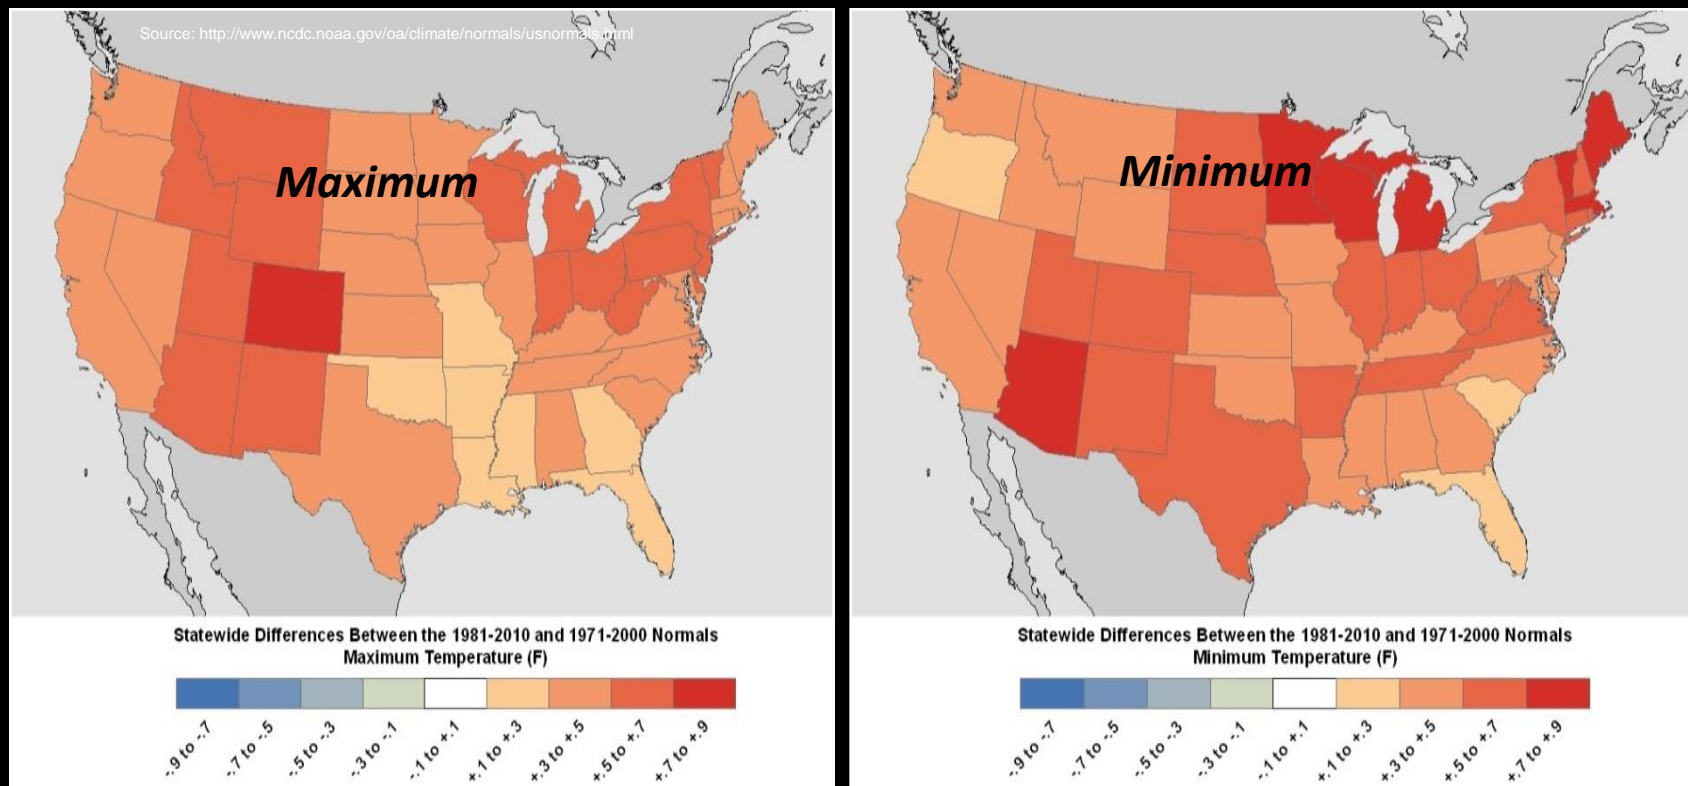 Source: http://www.ncdc.noaa.gov/oa/climate/normals/usnormals.html
Maximum
Statewide Differences Between the 1981-2010 and 1971-2000 Normals
Maximum Temperature (F)
-.9 to -.7
-.7 to -.5
-.5 to -.3
-.3 to -.1
-.1 to +.1
+.1 to +.3
+.3 to +.5
+.5 to +.7
+.7 to +.9
Minimum
Statewide Differences Between the 1981-2010 and 1971-2000 Normals
Minimum Temperature (F)
-.9 to -.7
-.7 to -.5
-.5 to -.3
-.3 to -.1
-.1 to +.1
+.1 to +.3
+.3 to +.5
+.5 to +.7
+.7 to +.9